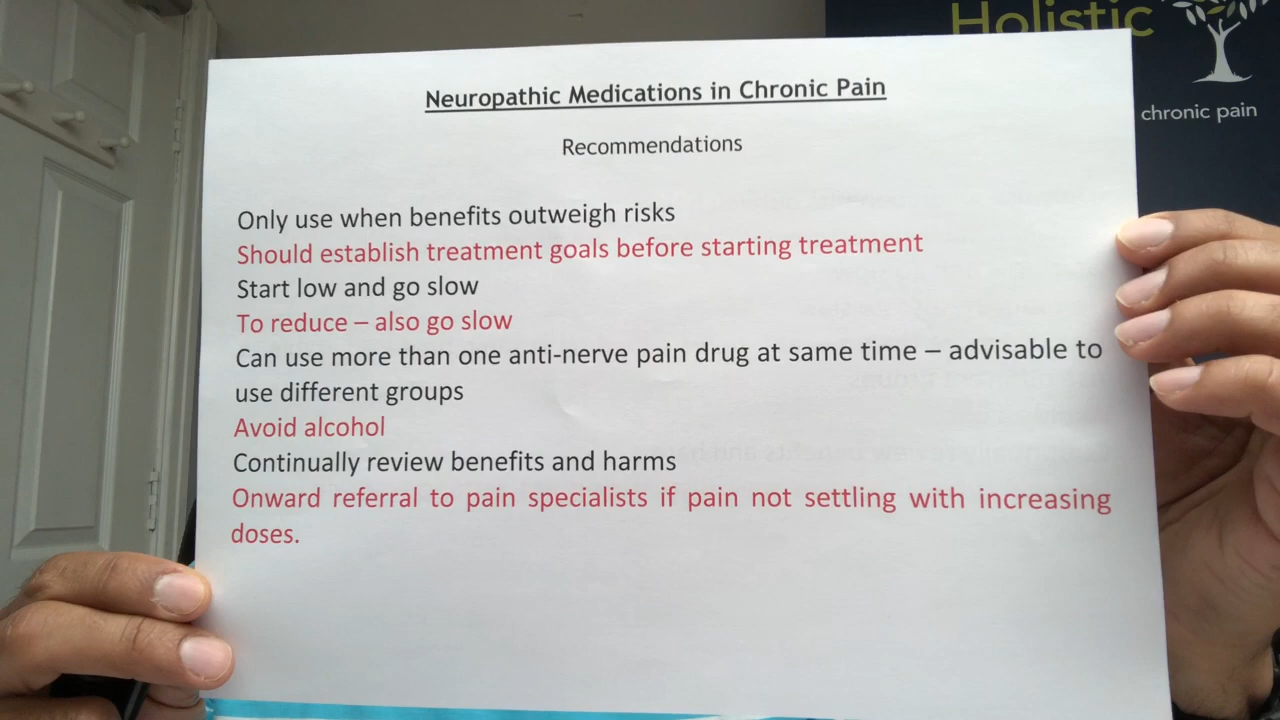 Holistic
chronic pain
Neuropathic Medications in Chronic Pain
Recommendations
Only use when benefits outweigh risks
Should establish treatment goals before starting treatment
Start low and go slow
To reduce – also go slow
Can use more than one anti-nerve pain drug at same time – advisable to
use different groups
Avoid alcohol
Continually review benefits and harms
Onward referral to pain specialists if pain not settling with increasing
doses.